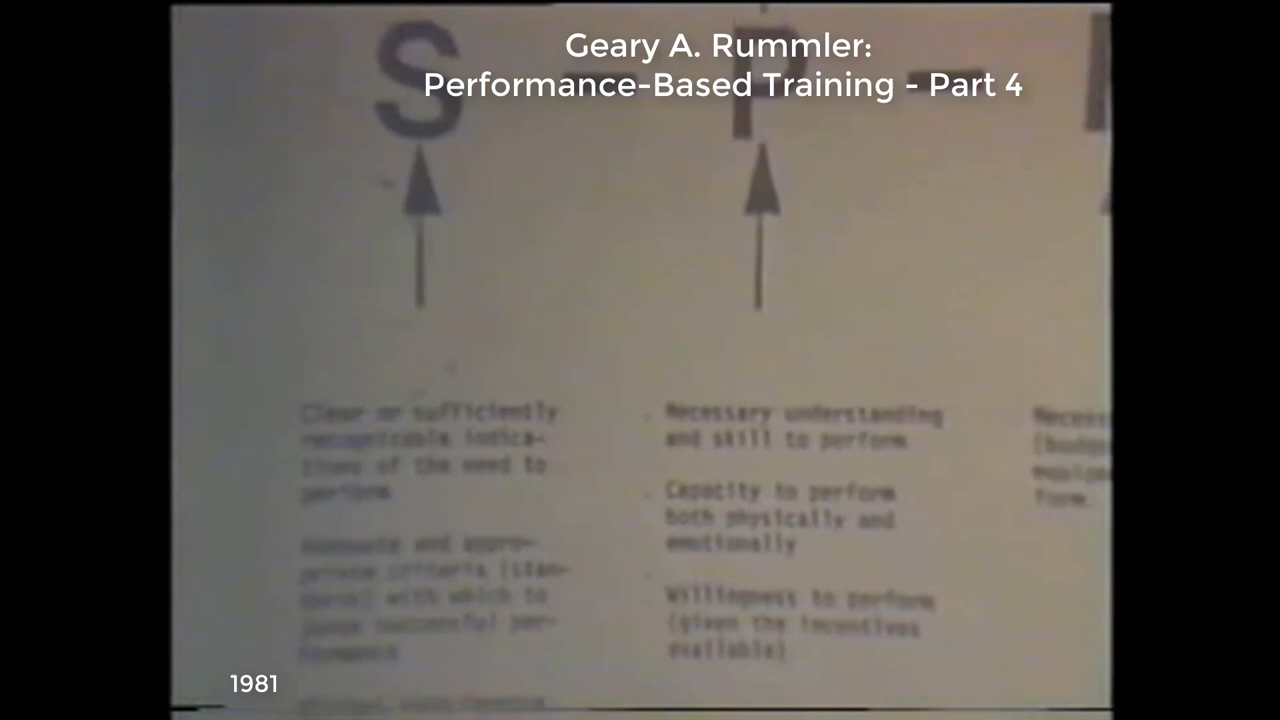 Geary A. Rummler:
Performance-Based Training - Part 4
S - P -
Clear or sufficiently
recognizable indica-
tions of the need to
perform
Adequate and appro-
priate criteria (stan-
dards) with which to
judge successful per-
formance
. Necessary understanding
and skill to perform
. Capacity to perform
both physically and
emotionally
. Willingness to perform
(given the incentives
available)
form.
1981